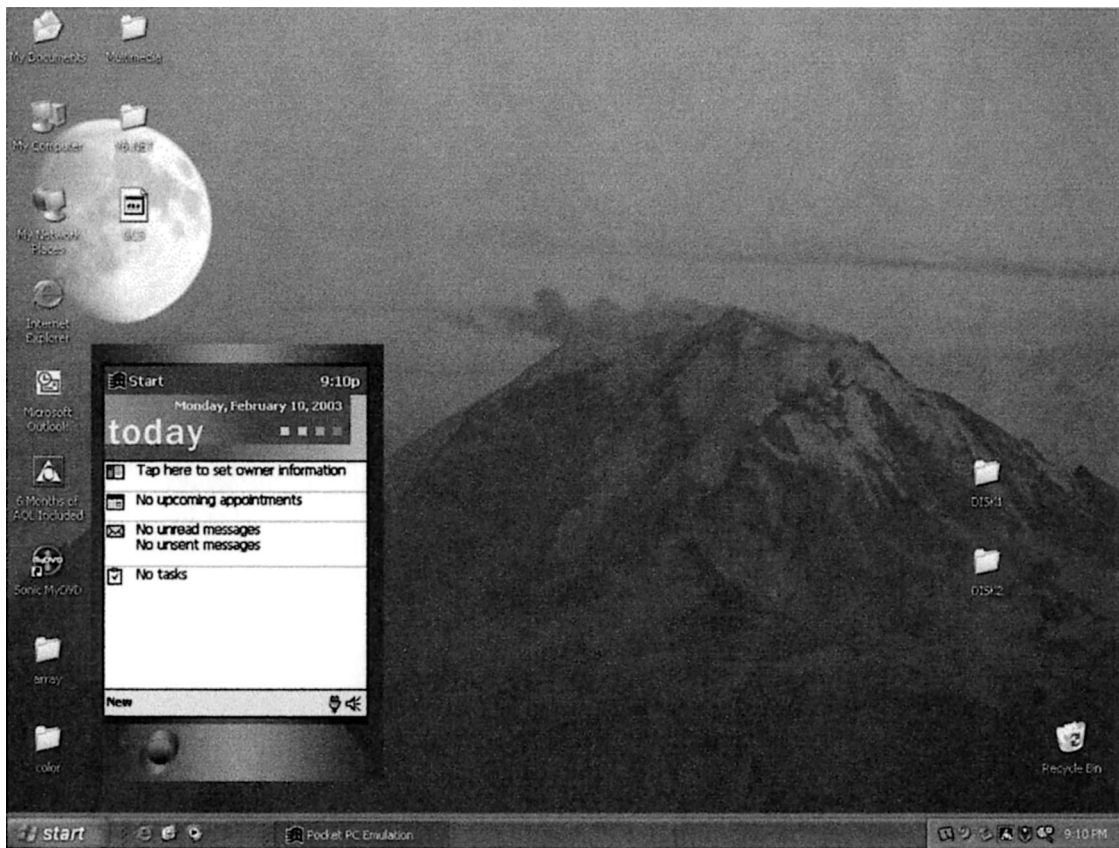 My Documents
Multimedia
My Computer
VB.NET
My Network
Places
Internet
Explorer
Microsoft
Outlook
6 Months of
AOL Included
Sonic MyDVD
array
color
Start 9:10p
Monday, February 10, 2003
today
Tap here to set owner information
No upcoming appointments
No unread messages
No unsent messages
No tasks
New
DISK1
DISK2
Recycle Bin
start
Pocket PC Emulation
9:10 PM